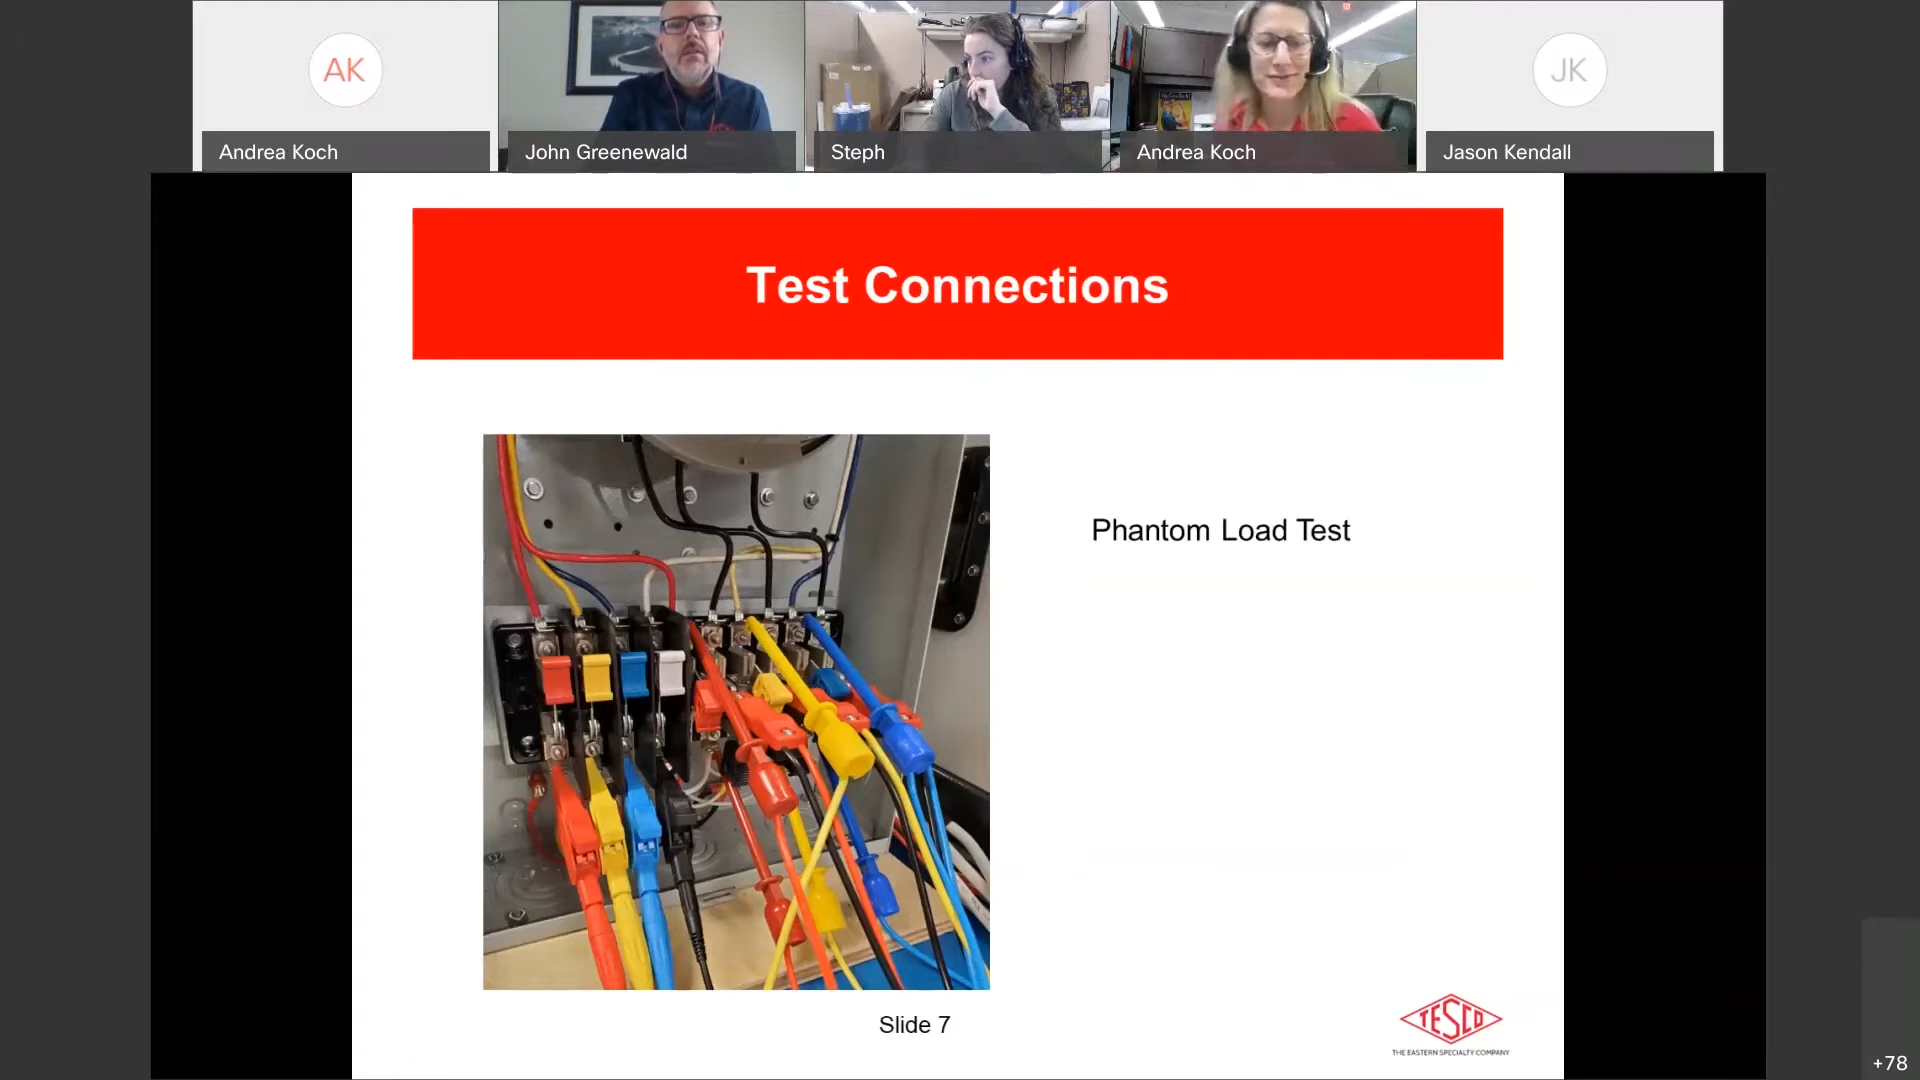 AK
JK
Andrea Koch
John Greenewald
Steph
Andrea Koch
Jason Kendall
Test Connections
Phantom Load Test
Slide 7
TESCO
THE EASTERN SPECIALTY COMPANY
+78